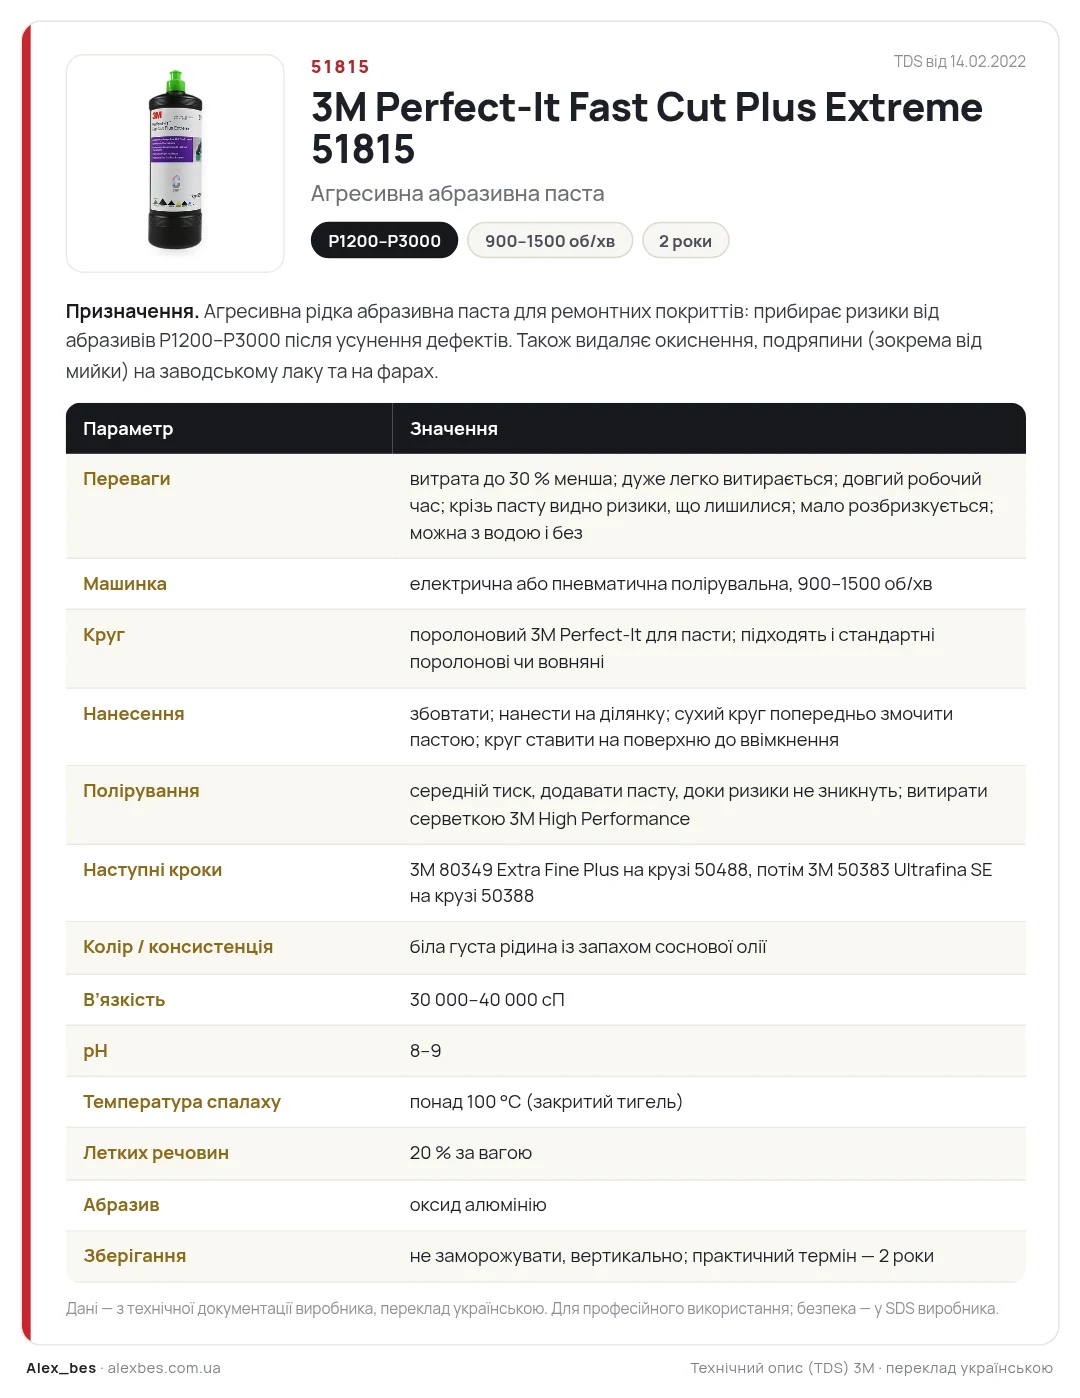 51815
TDS від 14.02.2022
3M Perfect-It Fast Cut Plus Extreme
51815
Агресивна абразивна паста
P1200–P3000
900–1500 об/хв
2 роки
3M
Призначення. Агресивна рідка абразивна паста для ремонтних покриттів: прибирає ризики від
абразивів P1200–P3000 після усунення дефектів. Також видаляє окиснення, подряпини (зокрема від
мийки) на заводському лаку та на фарах.
Параметр Значення
Переваги витрата до 30 % менша; дуже легко витирається; довгий робочий
час; крізь пасту видно ризики, що лишилися; мало розбризкується;
можна з водою і без
Машинка електрична або пневматична полірувальна, 900–1500 об/хв
Круг поролоновий 3M Perfect-It для пасти; підходять і стандартні
поролонові чи вовняні
Нанесення збовтати; нанести на ділянку; сухий круг попередньо змочити
пастою; круг ставити на поверхню до ввімкнення
Полірування середній тиск, додавати пасту, доки ризики не зникнуть; витирати
серветкою 3M High Performance
Наступні кроки 3M 80349 Extra Fine Plus на крузі 50488, потім 3M 50383 Ultrafina SE
на крузі 50388
Колір / консистенція біла густа рідина із запахом соснової олії
В’язкість 30 000–40 000 сП
pH 8–9
Температура спалаху понад 100 °C (закритий тигель)
Летких речовин 20 % за вагою
Абразив оксид алюмінію
Зберігання не заморожувати, вертикально; практичний термін — 2 роки
Дані — з технічної документації виробника, переклад українською. Для професійного використання; безпека — у SDS виробника.
Alex_bes · alexbes.com.ua
Технічний опис (TDS) 3M · переклад українською